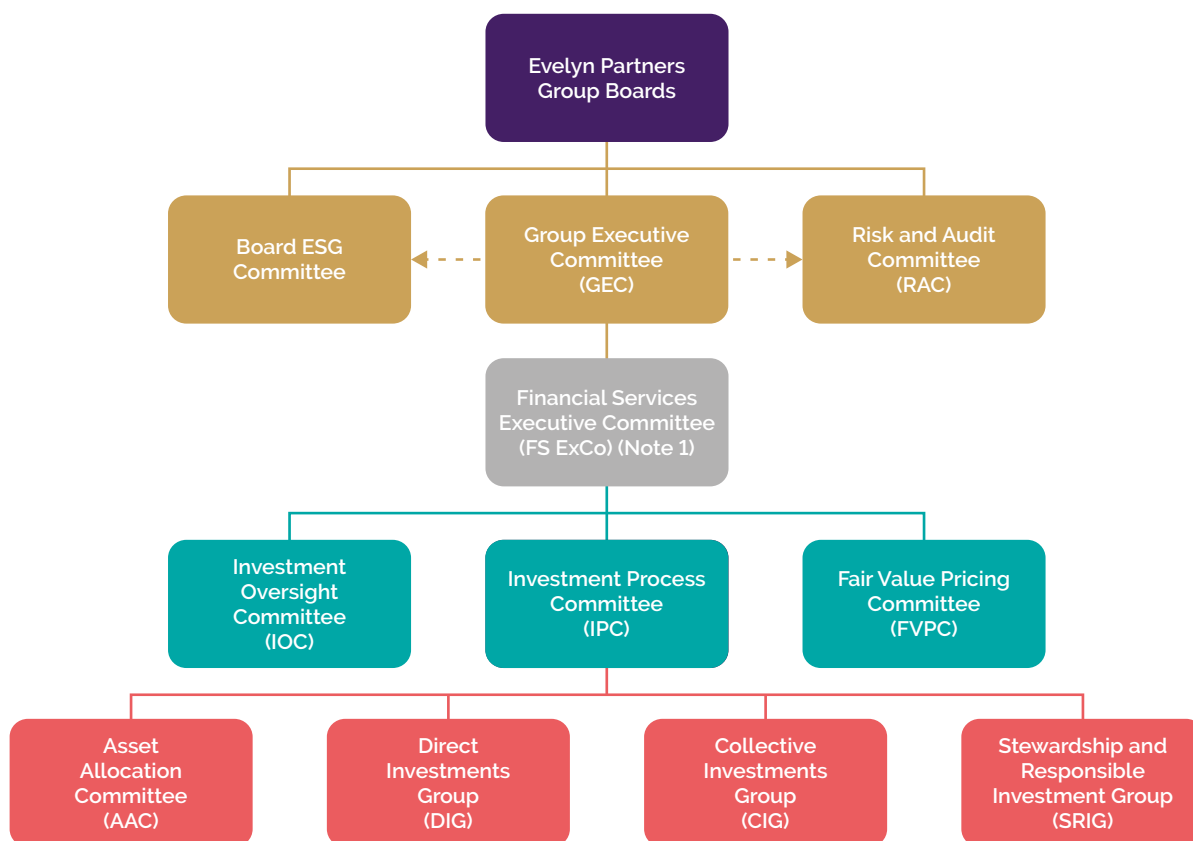 Evelyn Partners
Group Boards
Board ESG
Committee
Group Executive
Committee
(GEC)
Risk and Audit
Committee
(RAC)
Financial Services
Executive Committee
(FS ExCo) (Note 1)
Investment
Oversight
Committee
(IOC)
Investment Process
Committee
(IPC)
Fair Value Pricing
Committee
(FVPC)
Asset
Allocation
Committee
(AAC)
Direct
Investments
Group
(DIG)
Collective
Investments
Group
(CIG)
Stewardship and
Responsible
Investment Group
(SRIG)